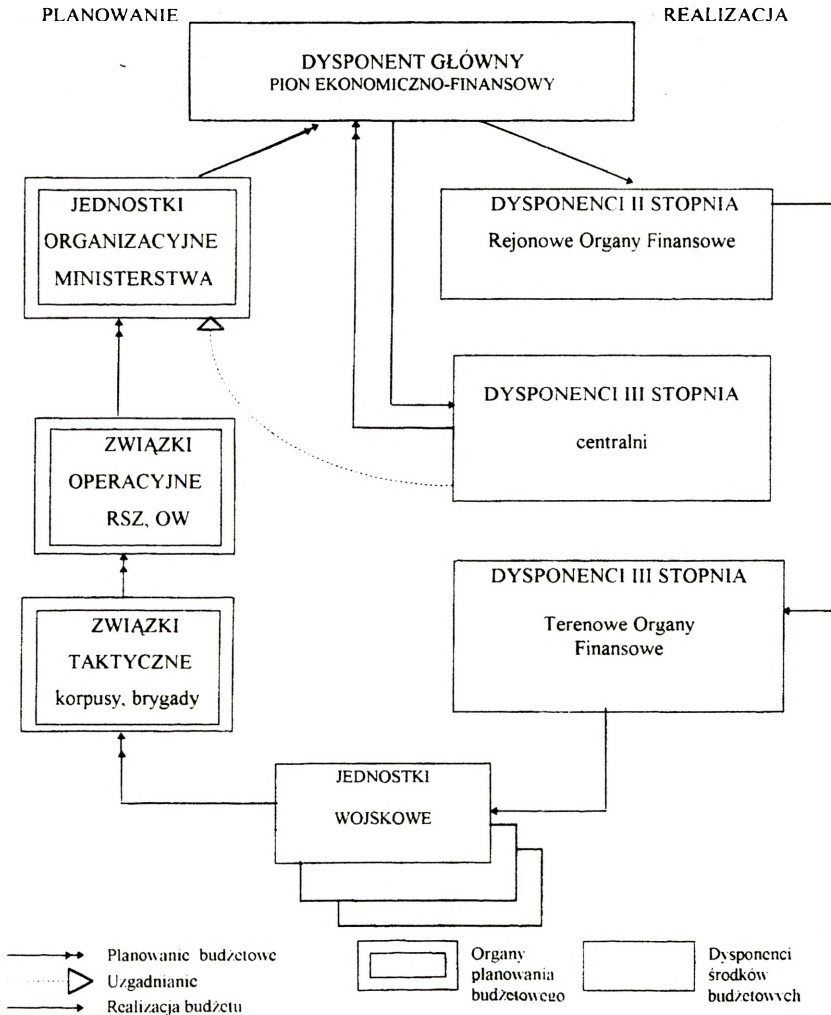 PLANOWANIE
REALIZACJA
DYSPONENT GŁÓWNY
PION EKONOMICZNO-FINANSOWY
JEDNOSTKI
ORGANIZACYJNE
MINISTERSTWA
DYSPONENCI II STOPNIA
Rejonowe Organy Finansowe
DYSPONENCI III STOPNIA
centralni
ZWIĄZKI
OPERACYJNE
RSZ, OW
DYSPONENCI III STOPNIA
Terenowe Organy
Finansowe
ZWIĄZKI
TAKTYCZNE
korpusy, brygady
JEDNOSTKI
WOJSKOWE
Planowanie budżetowe
Uzgadnianie
Realizacja budżetu
Organy
planowania
budżetowego
Dysponenci
środków
budżetowych